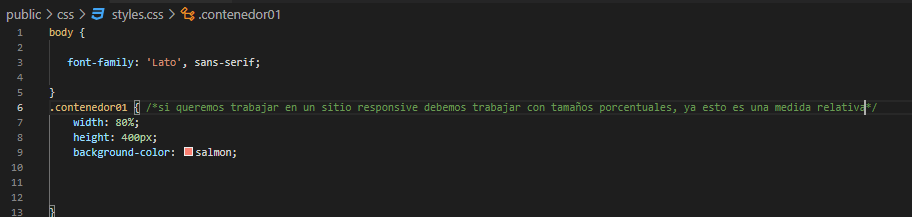 public > css > styles.css > .contenedor01
1 body {
2
3 font-family: 'Lato', sans-serif;
4
5 }
6 .contenedor01 { /*si queremos trabajar en un sitio responsive debemos trabajar con tamaños porcentuales, ya esto es una medida relativa*/
7 width: 80%;
8 height: 400px;
9 background-color: salmon;
10
11
12
13 }